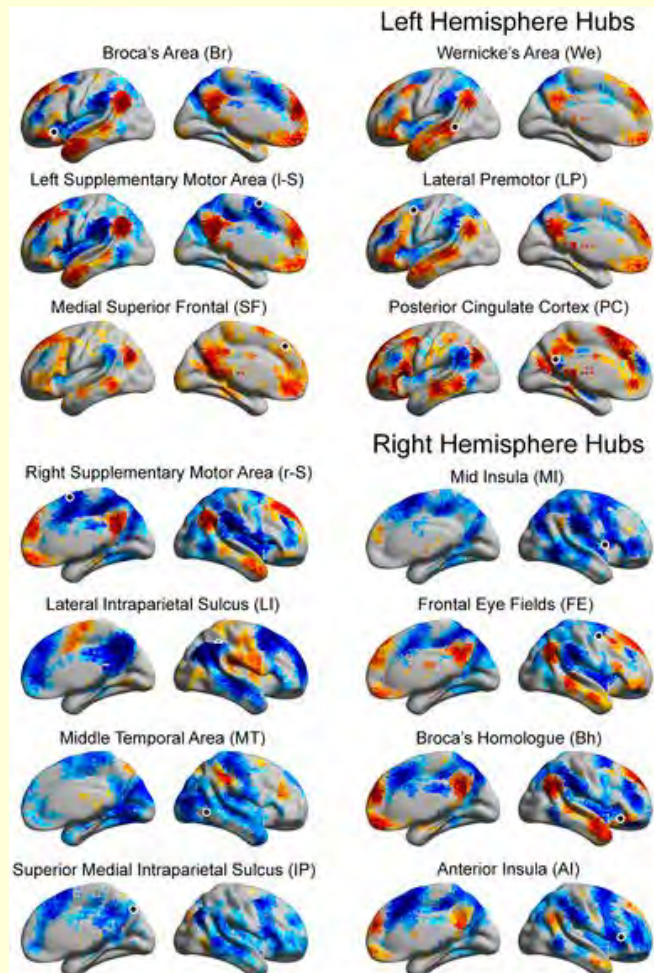 Left Hemisphere Hubs
Broca's Area (Br)
Wernicke's Area (We)
Left Supplementary Motor Area (l-S)
Lateral Premotor (LP)
Medial Superior Frontal (SF)
Posterior Cingulate Cortex (PC)
Right Hemisphere Hubs
Right Supplementary Motor Area (r-S)
Mid Insula (MI)
Lateral Intraparietal Sulcus (LI)
Frontal Eye Fields (FE)
Middle Temporal Area (MT)
Broca's Homologue (Bh)
Superior Medial Intraparietal Sulcus (IP)
Anterior Insula (AI)